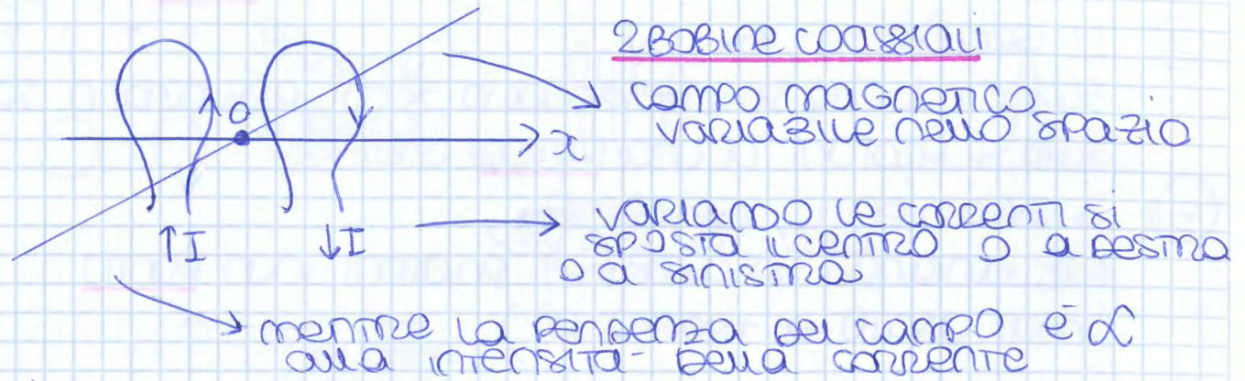 2 BOBINE COASSIALI
CAMPO MAGNETICO
VARIABILE NELLO SPAZIO
O
x
VARIANDO LE CORRENTI SI
SPOSTA IL CENTRO O A DESTRA
O A SINISTRA
↑I ↓I
MENTRE LA PENDENZA DEL CAMPO È ∝
ALLA INTENSITA- DELLA CORRENTE